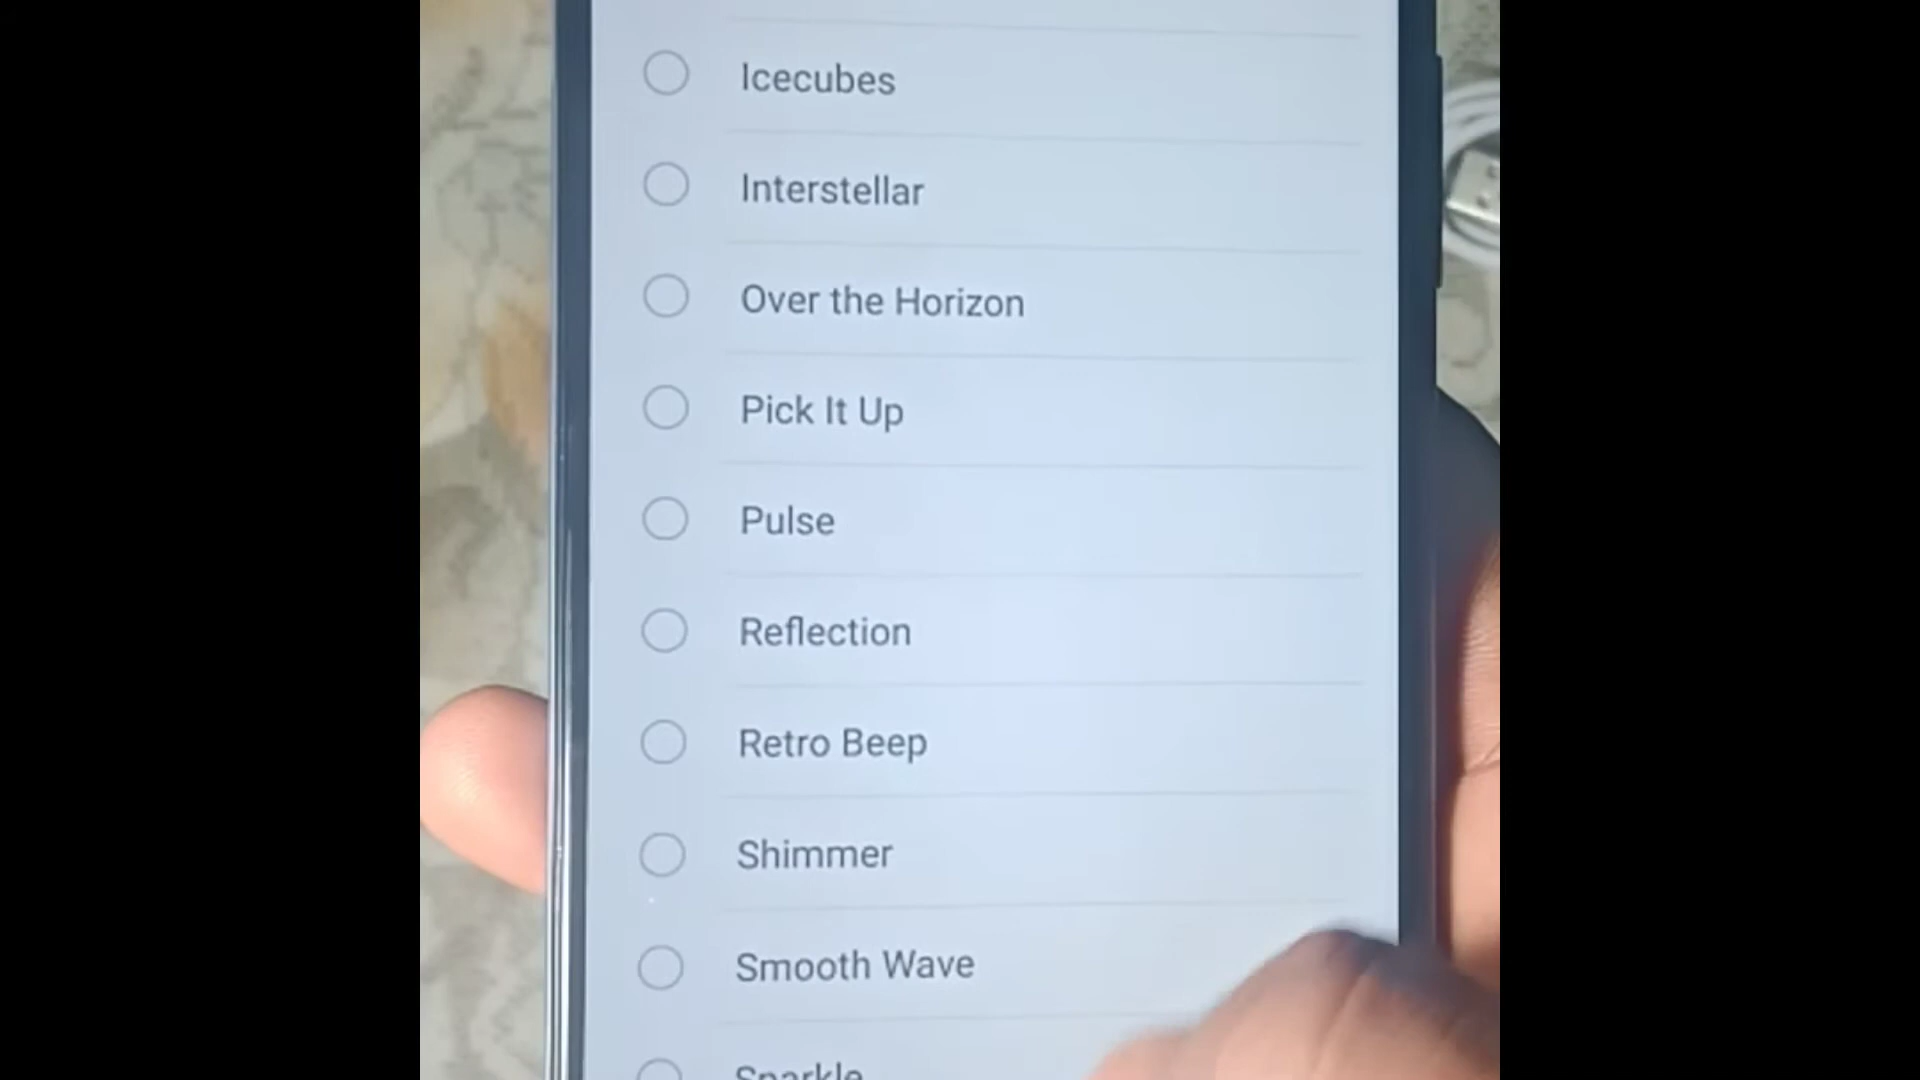 Icecubes
Interstellar
Over the Horizon
Pick It Up
Pulse
Reflection
Retro Beep
Shimmer
Smooth Wave
Sparkle